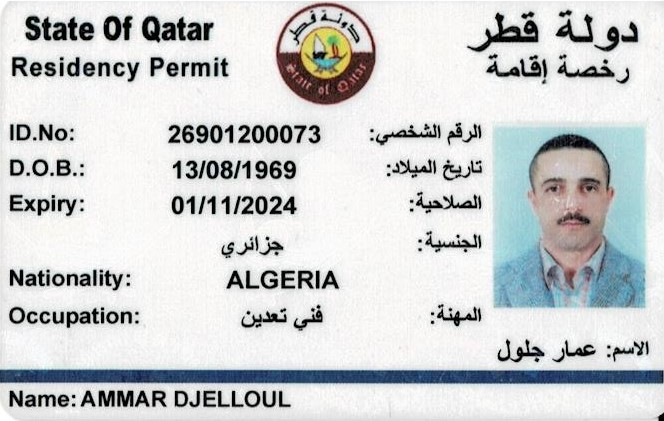 State Of Qatar
دولة قطر
Residency Permit
رخصة إقامة
دولة قطر
State of Qatar
ID.No: 26901200073 الرقم الشخصي:
D.O.B.: 13/08/1969 تاريخ الميلاد:
Expiry: 01/11/2024 الصلاحية:
جزائري الجنسية:
Nationality: ALGERIA
Occupation: فني تعدين المهنة:
الاسم: عمار جلول
Name: AMMAR DJELLOUL